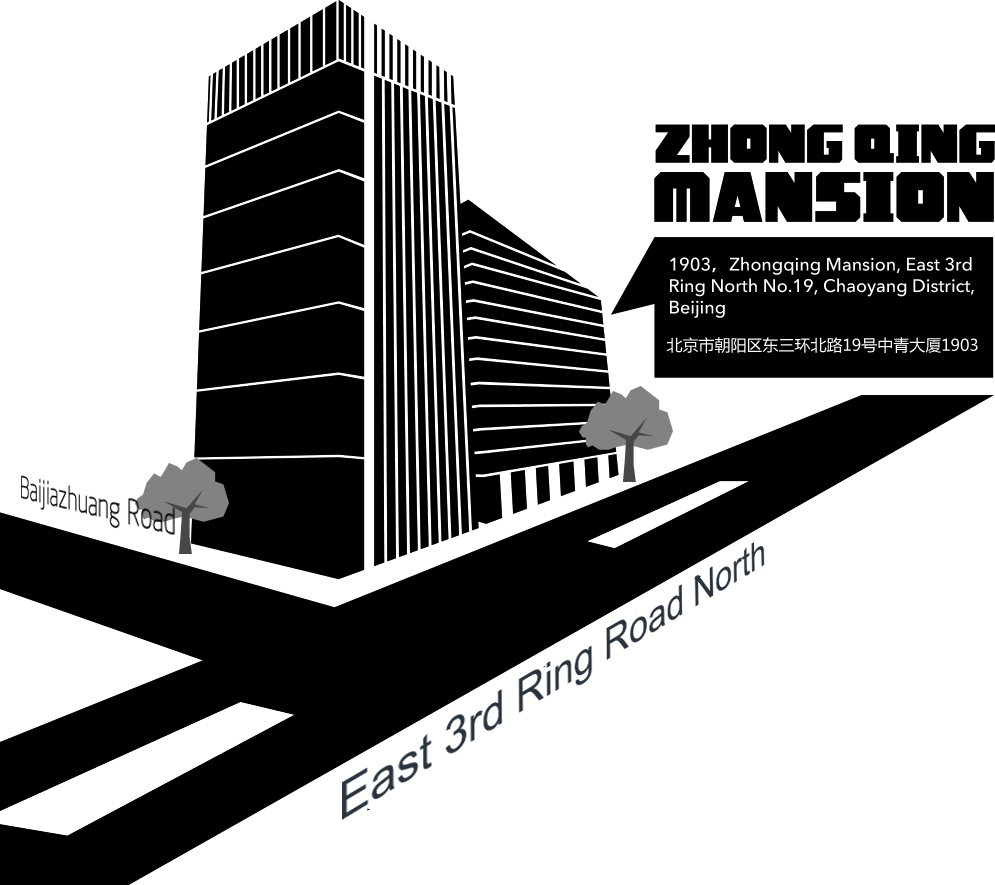 ZHONG QING
MANSION
1903, Zhongqing Mansion, East 3rd
Ring North No.19, Chaoyang District,
Beijing
北京市朝阳区东三环北路19号中青大厦1903
Baijiazhuang Road
East 3rd Ring Road North